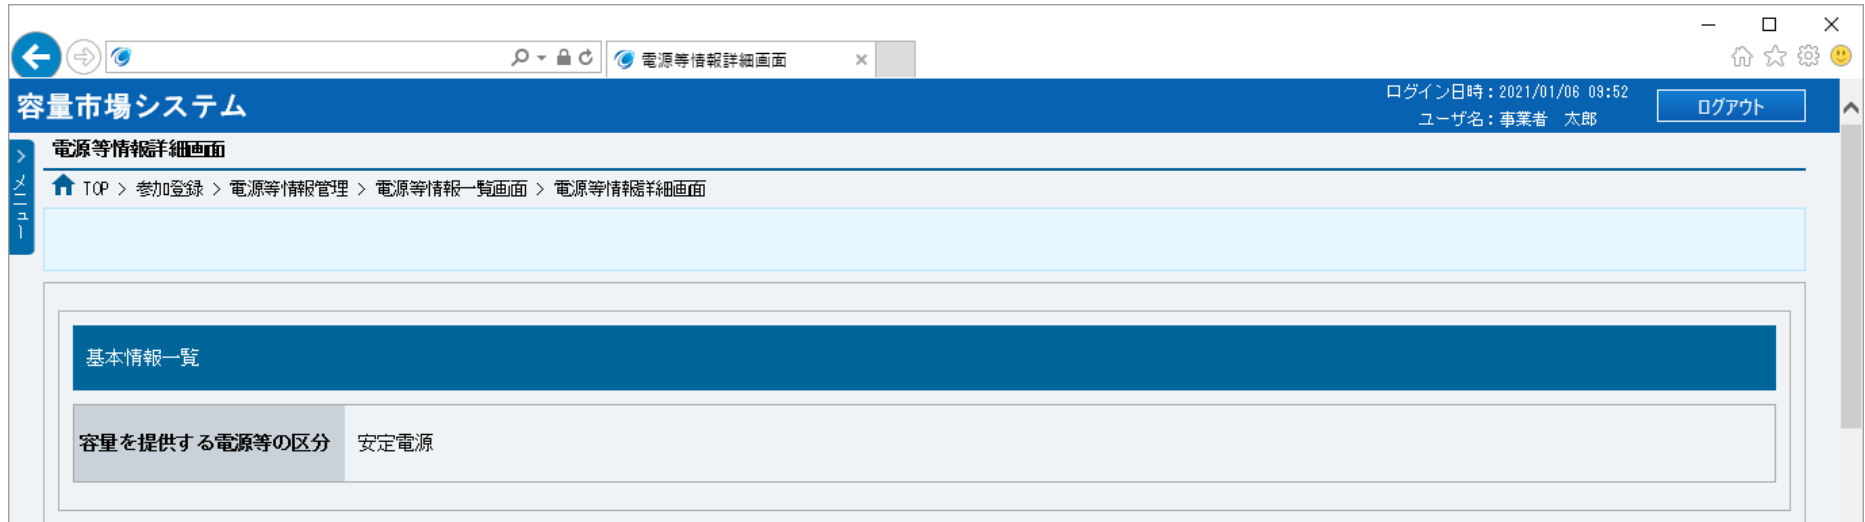 電源等情報詳細画面
容量市場システム
ログイン日時：2021/01/06 09:52
ユーザ名：事業者　太郎
ログアウト
メニュー
電源等情報詳細画面
TOP > 参加登録 > 電源等情報管理 > 電源等情報一覧画面 > 電源等情報詳細画面
基本情報一覧
容量を提供する電源等の区分 安定電源